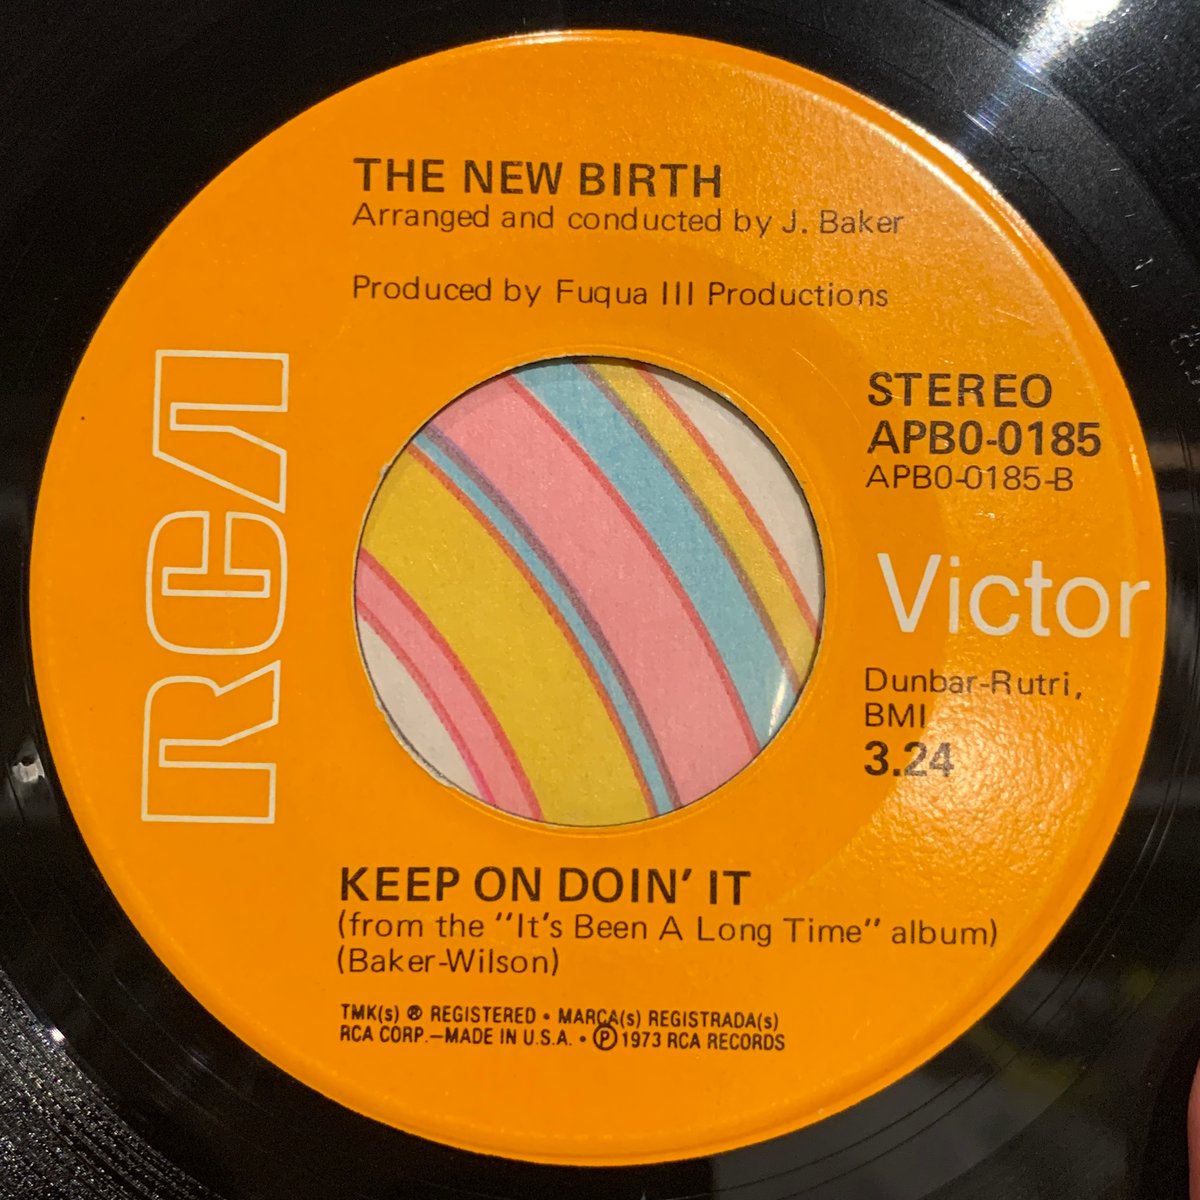 THE NEW BIRTH
Arranged and conducted by J. Baker
Produced by Fuqua III Productions
RCA
STEREO
APB0-0185
APB0-0185-B
Victor
Dunbar-Rutri,
BMI
3.24
KEEP ON DOIN' IT
(from the "It's Been A Long Time" album)
(Baker-Wilson)
TMK(s) ® REGISTERED • MARCA(s) REGISTRADA(s)
RCA CORP.—MADE IN U.S.A. • ℗ 1973 RCA RECORDS